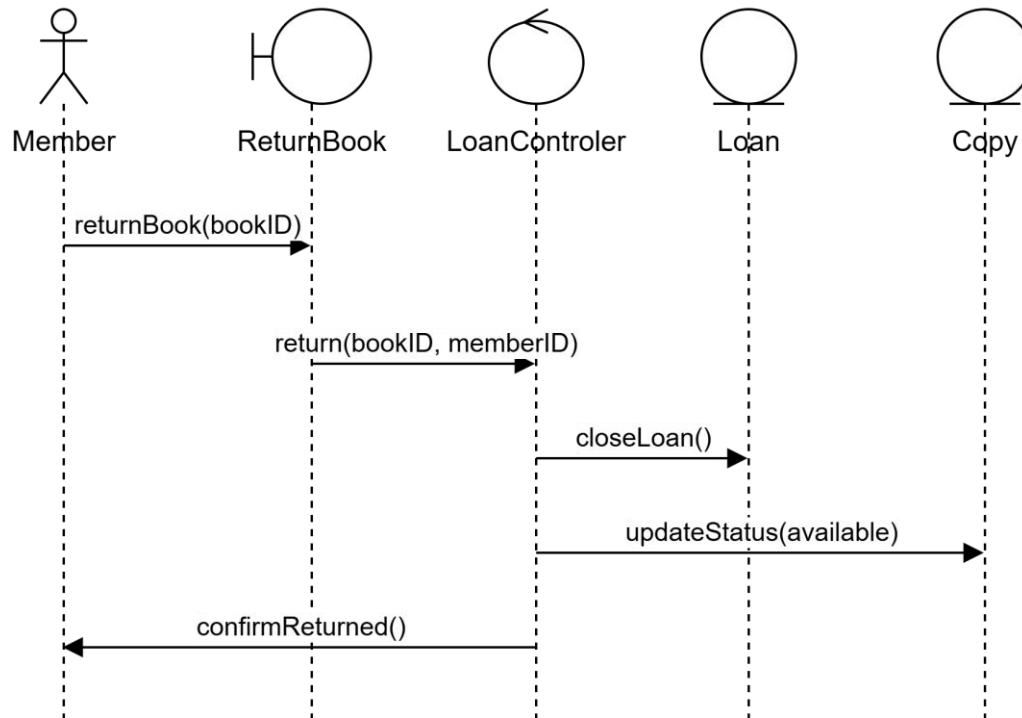 Member
ReturnBook
LoanControler
Loan
Copy
returnBook(bookID)
return(bookID, memberID)
closeLoan()
updateStatus(available)
confirmReturned()